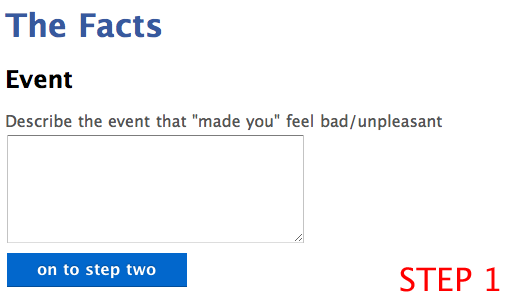 The Facts
Event
Describe the event that "made you" feel bad/unpleasant
on to step two
STEP 1